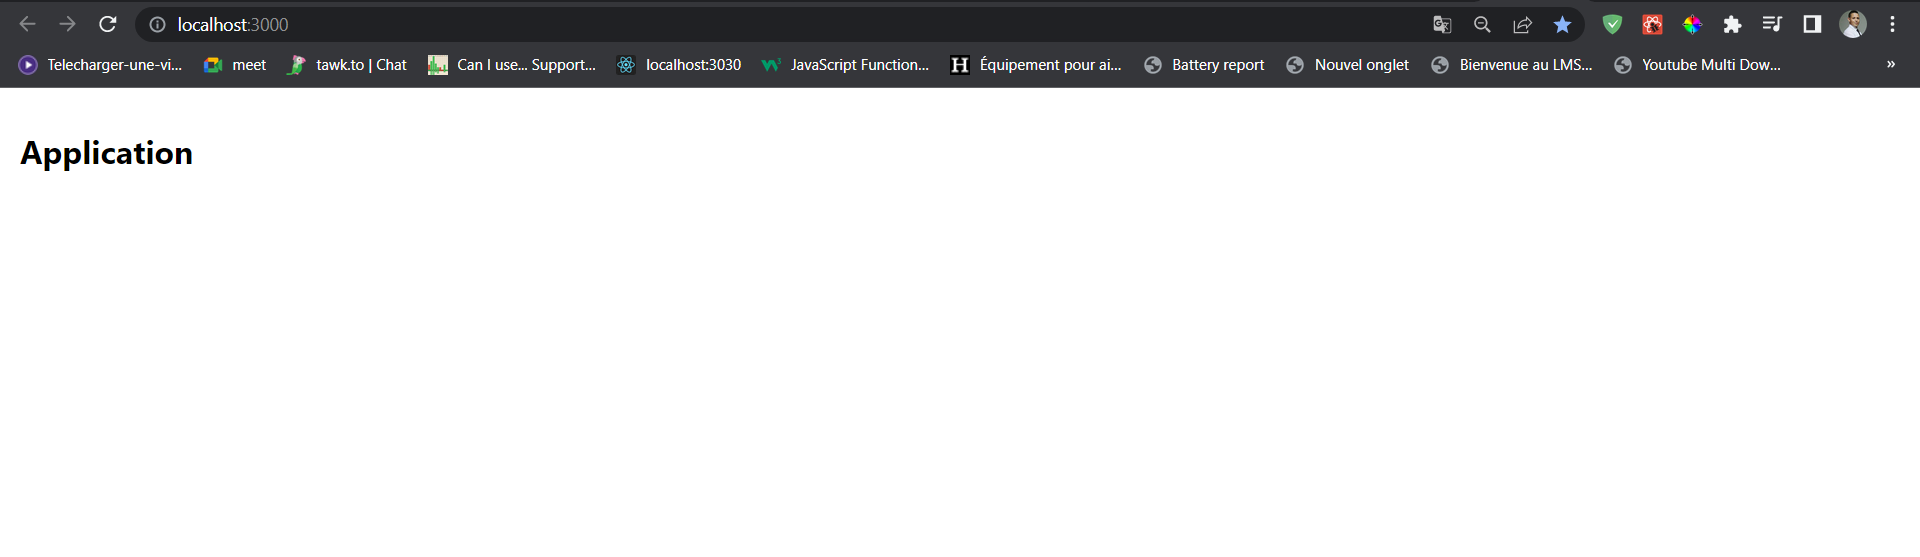 localhost:3000
Telecharger-une-vi... meet tawk.to | Chat Can I use... Support... localhost:3030 JavaScript Function... H Équipement pour ai... Battery report Nouvel onglet Bienvenue au LMS... Youtube Multi Dow... »
Application